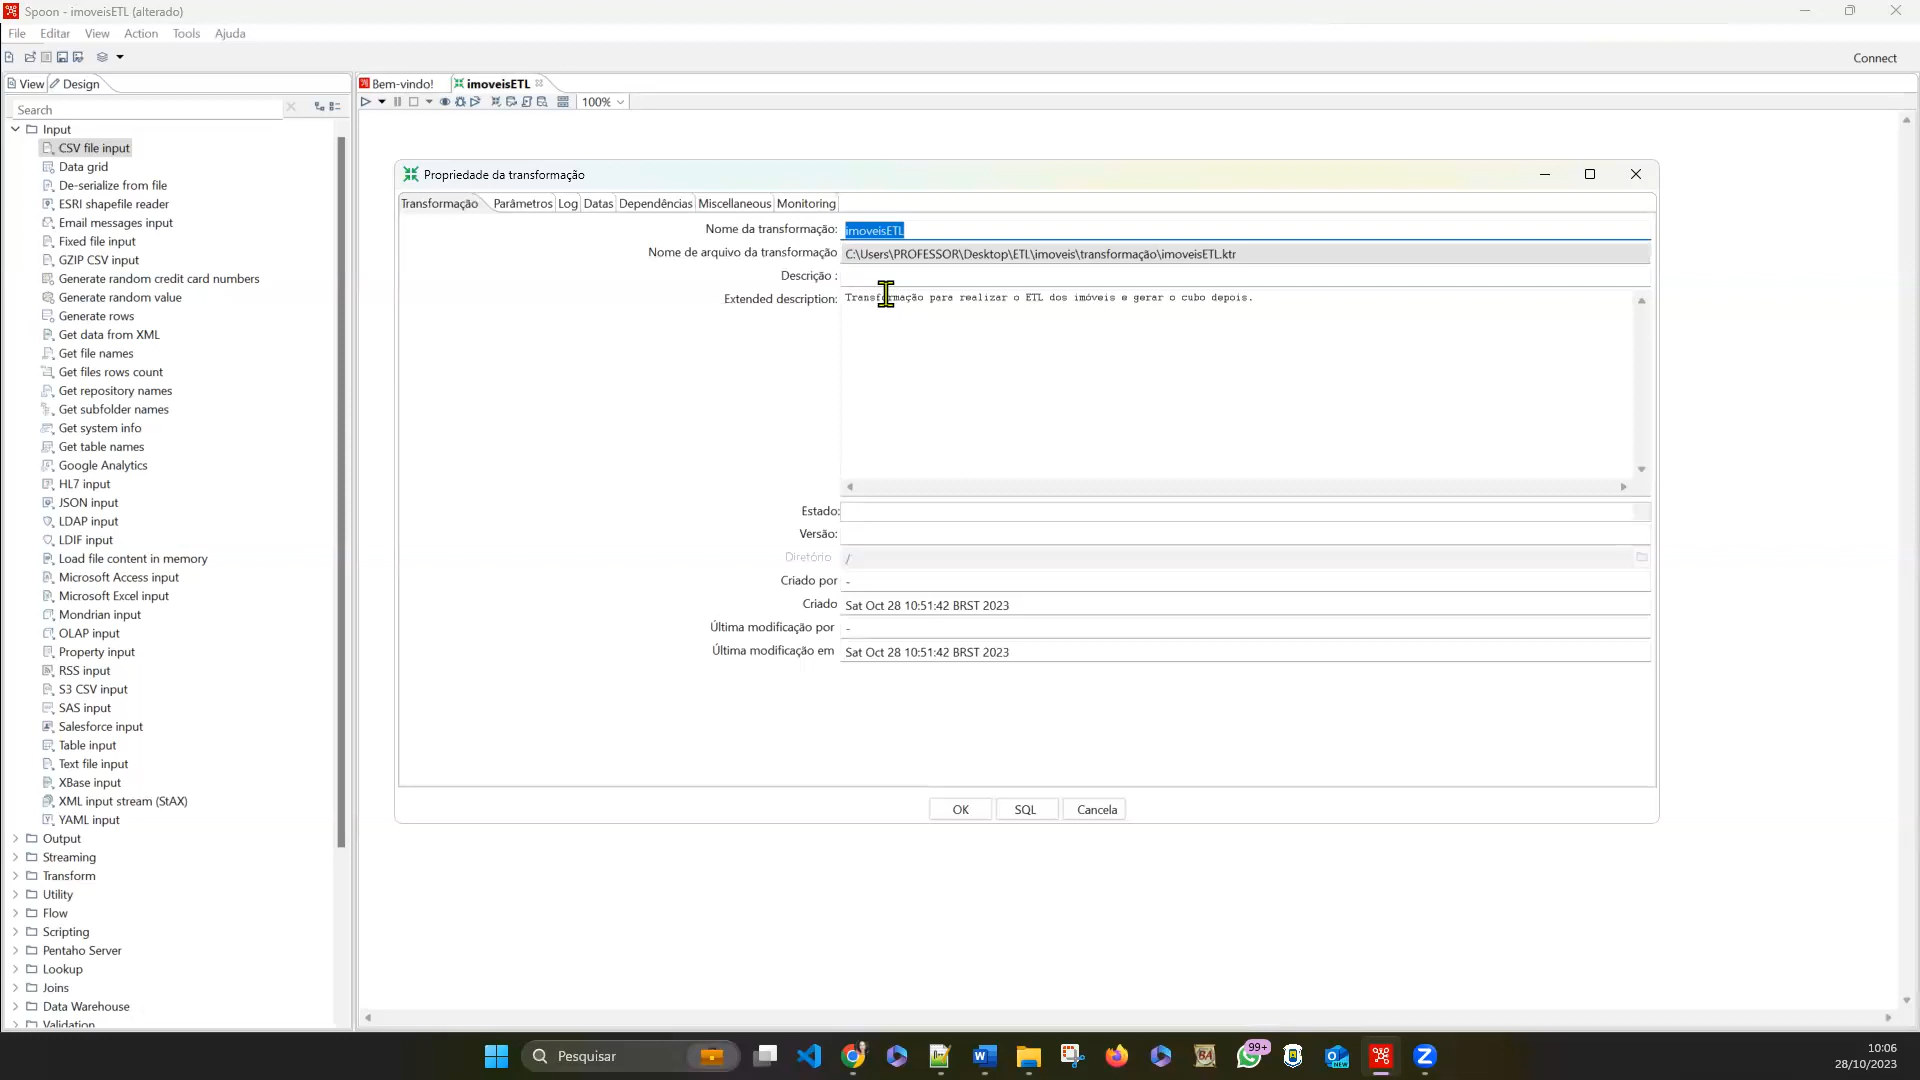 Spoon - imoveisETL (alterado)
File Editar View Action Tools Ajuda
Connect
View Design
Bem-vindo! imoveisETL
100%
Search
Input
CSV file input
Data grid
De-serialize from file
ESRI shapefile reader
Email messages input
Fixed file input
GZIP CSV input
Generate random credit card numbers
Generate random value
Generate rows
Get data from XML
Get file names
Get files rows count
Get repository names
Get subfolder names
Get system info
Get table names
Google Analytics
HL7 input
JSON input
LDAP input
LDIF input
Load file content in memory
Microsoft Access input
Microsoft Excel input
Mondrian input
OLAP input
Property input
RSS input
S3 CSV input
SAS input
Salesforce input
Table input
Text file input
XBase input
XML input stream (StAX)
YAML input
Output
Streaming
Transform
Utility
Flow
Scripting
Pentaho Server
Lookup
Joins
Data Warehouse
Validation
Propriedade da transformação
Transformação Parâmetros Log Datas Dependências Miscellaneous Monitoring
Nome da transformação: imoveisETL
Nome de arquivo da transformação C:\Users\PROFESSOR\Desktop\ETL\imoveis\transformação\imoveisETL.ktr
Descrição :
Extended description: Transformação para realizar o ETL dos imóveis e gerar o cubo depois.
Estado:
Versão:
Diretório /
Criado por -
Criado Sat Oct 28 10:51:42 BRST 2023
Última modificação por -
Última modificação em Sat Oct 28 10:51:42 BRST 2023
OK SQL Cancela
Pesquisar
99+
10:06
28/10/2023